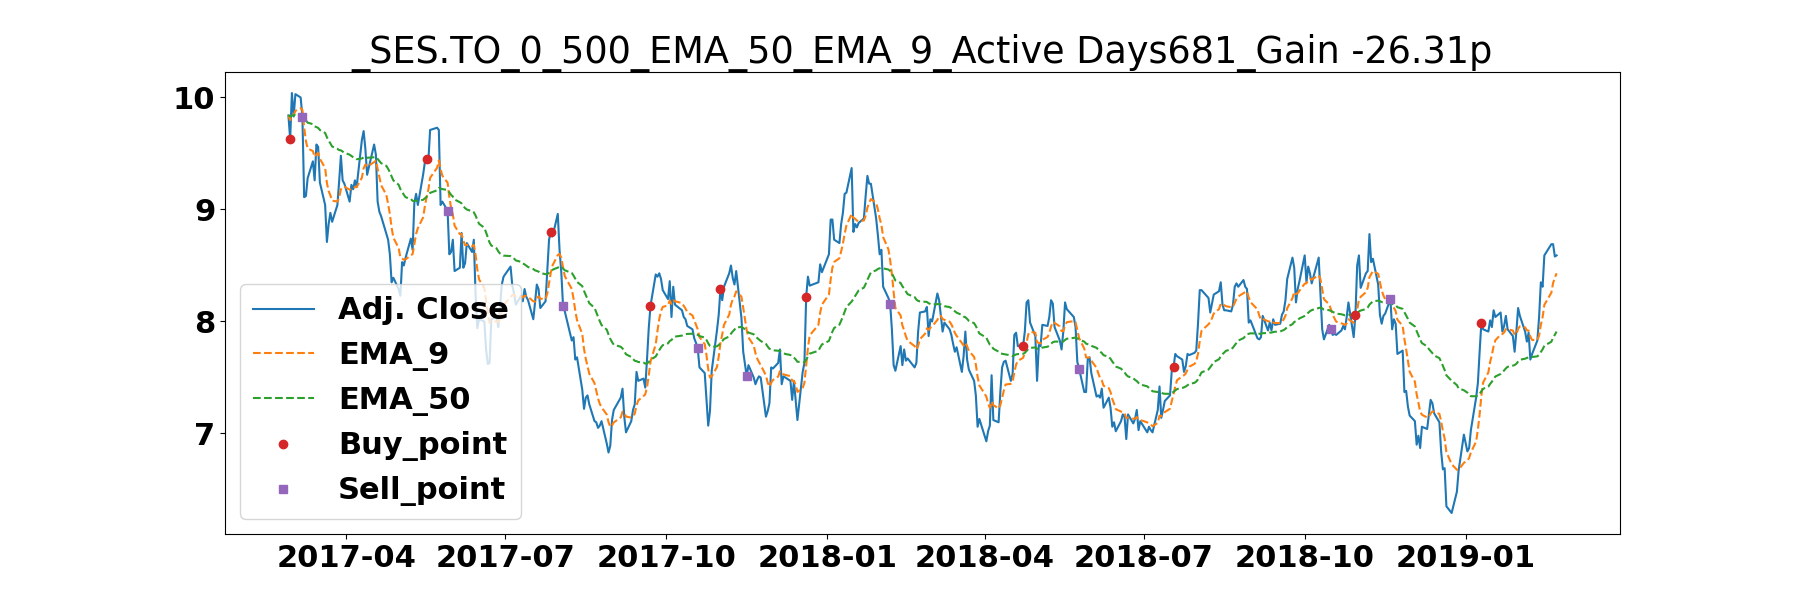 _SES.TO_0_500_EMA_50_EMA_9_Active Days681_Gain -26.31p
10
9
8
7
Adj. Close
EMA_9
EMA_50
Buy_point
Sell_point
2017-04 2017-07 2017-10 2018-01 2018-04 2018-07 2018-10 2019-01